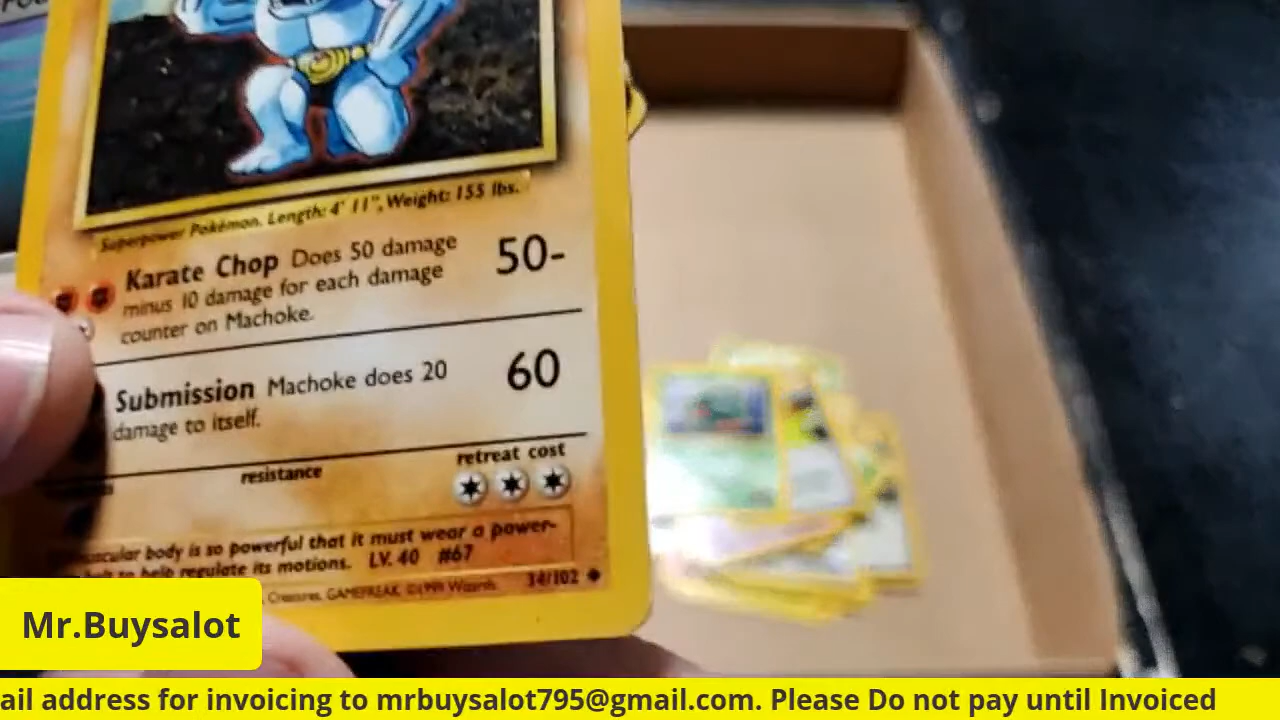 Superpower Pokémon. Length: 4' 11", Weight: 155 lbs.
Karate Chop Does 50 damage
minus 10 damage for each damage
counter on Machoke.
50-
Submission Machoke does 20
damage to itself.
60
resistance
retreat cost
body is so powerful that it must wear a power-
to help regulate its motions. LV. 40 #67
Creatures, GAMEFREAK. ©1999 Wizards.
34/102
Mr.Buysalot
ail address for invoicing to mrbuysalot795@gmail.com. Please Do not pay until Invoiced